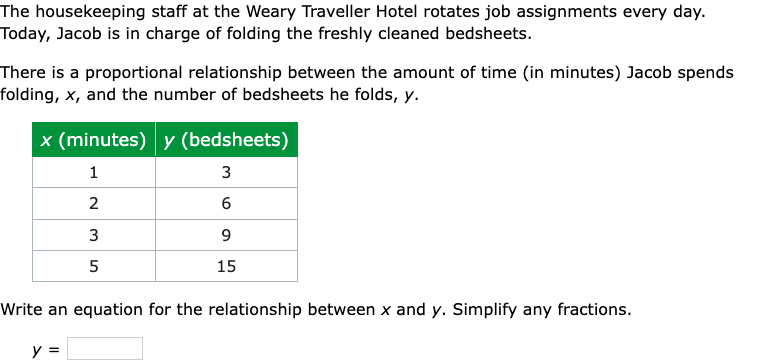 The housekeeping staff at the Weary Traveller Hotel rotates job assignments every day.
Today, Jacob is in charge of folding the freshly cleaned bedsheets.
There is a proportional relationship between the amount of time (in minutes) Jacob spends
folding, x, and the number of bedsheets he folds, y.
x (minutes) y (bedsheets)
1 3
2 6
3 9
5 15
Write an equation for the relationship between x and y. Simplify any fractions.
y =